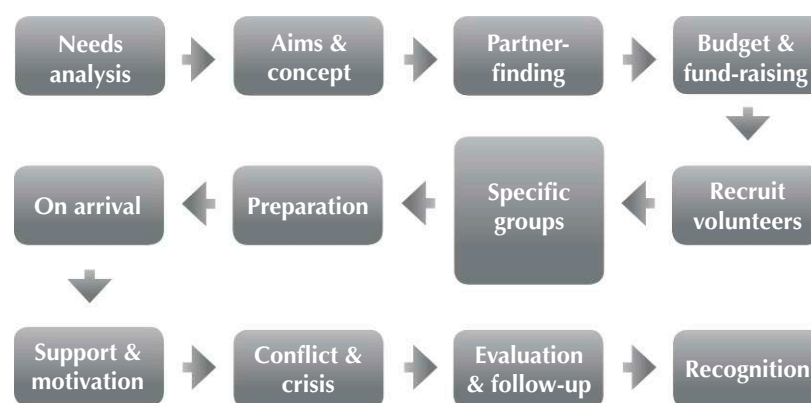 Needs
analysis
Aims &
concept
Partner-
finding
Budget &
fund-raising
Recruit
volunteers
Specific
groups
Preparation
On arrival
Support &
motivation
Conflict &
crisis
Evaluation
& follow-up
Recognition